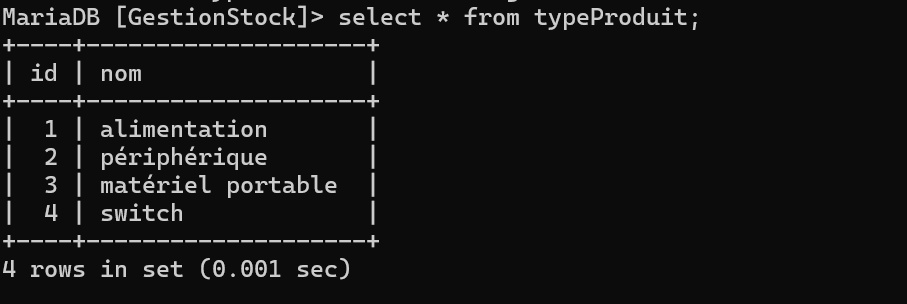 MariaDB [GestionStock]> select * from typeProduit;
+----+--------------------+
| id | nom                |
+----+--------------------+
|  1 | alimentation       |
|  2 | périphérique       |
|  3 | matériel portable  |
|  4 | switch             |
+----+--------------------+
4 rows in set (0.001 sec)